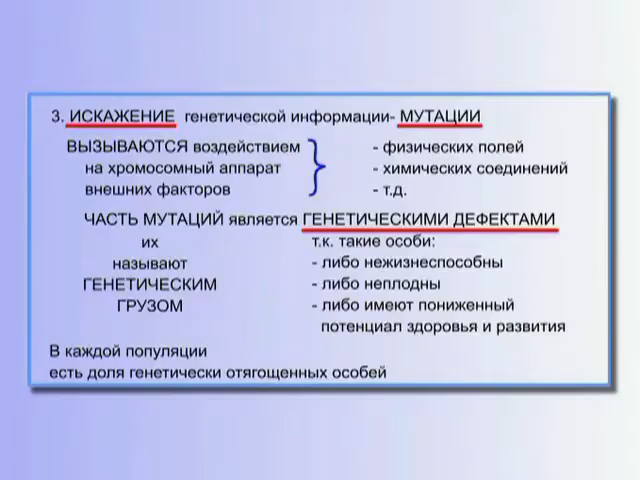 3. ИСКАЖЕНИЕ генетической информации- МУТАЦИИ
ВЫЗЫВАЮТСЯ воздействием - физических полей
на хромосомный аппарат - химических соединений
внешних факторов - т.д.
ЧАСТЬ МУТАЦИЙ является ГЕНЕТИЧЕСКИМИ ДЕФЕКТАМИ
их т.к. такие особи:
называют - либо нежизнеспособны
ГЕНЕТИЧЕСКИМ - либо неплодны
ГРУЗОМ - либо имеют пониженный
потенциал здоровья и развития
В каждой популяции
есть доля генетически отягощенных особей